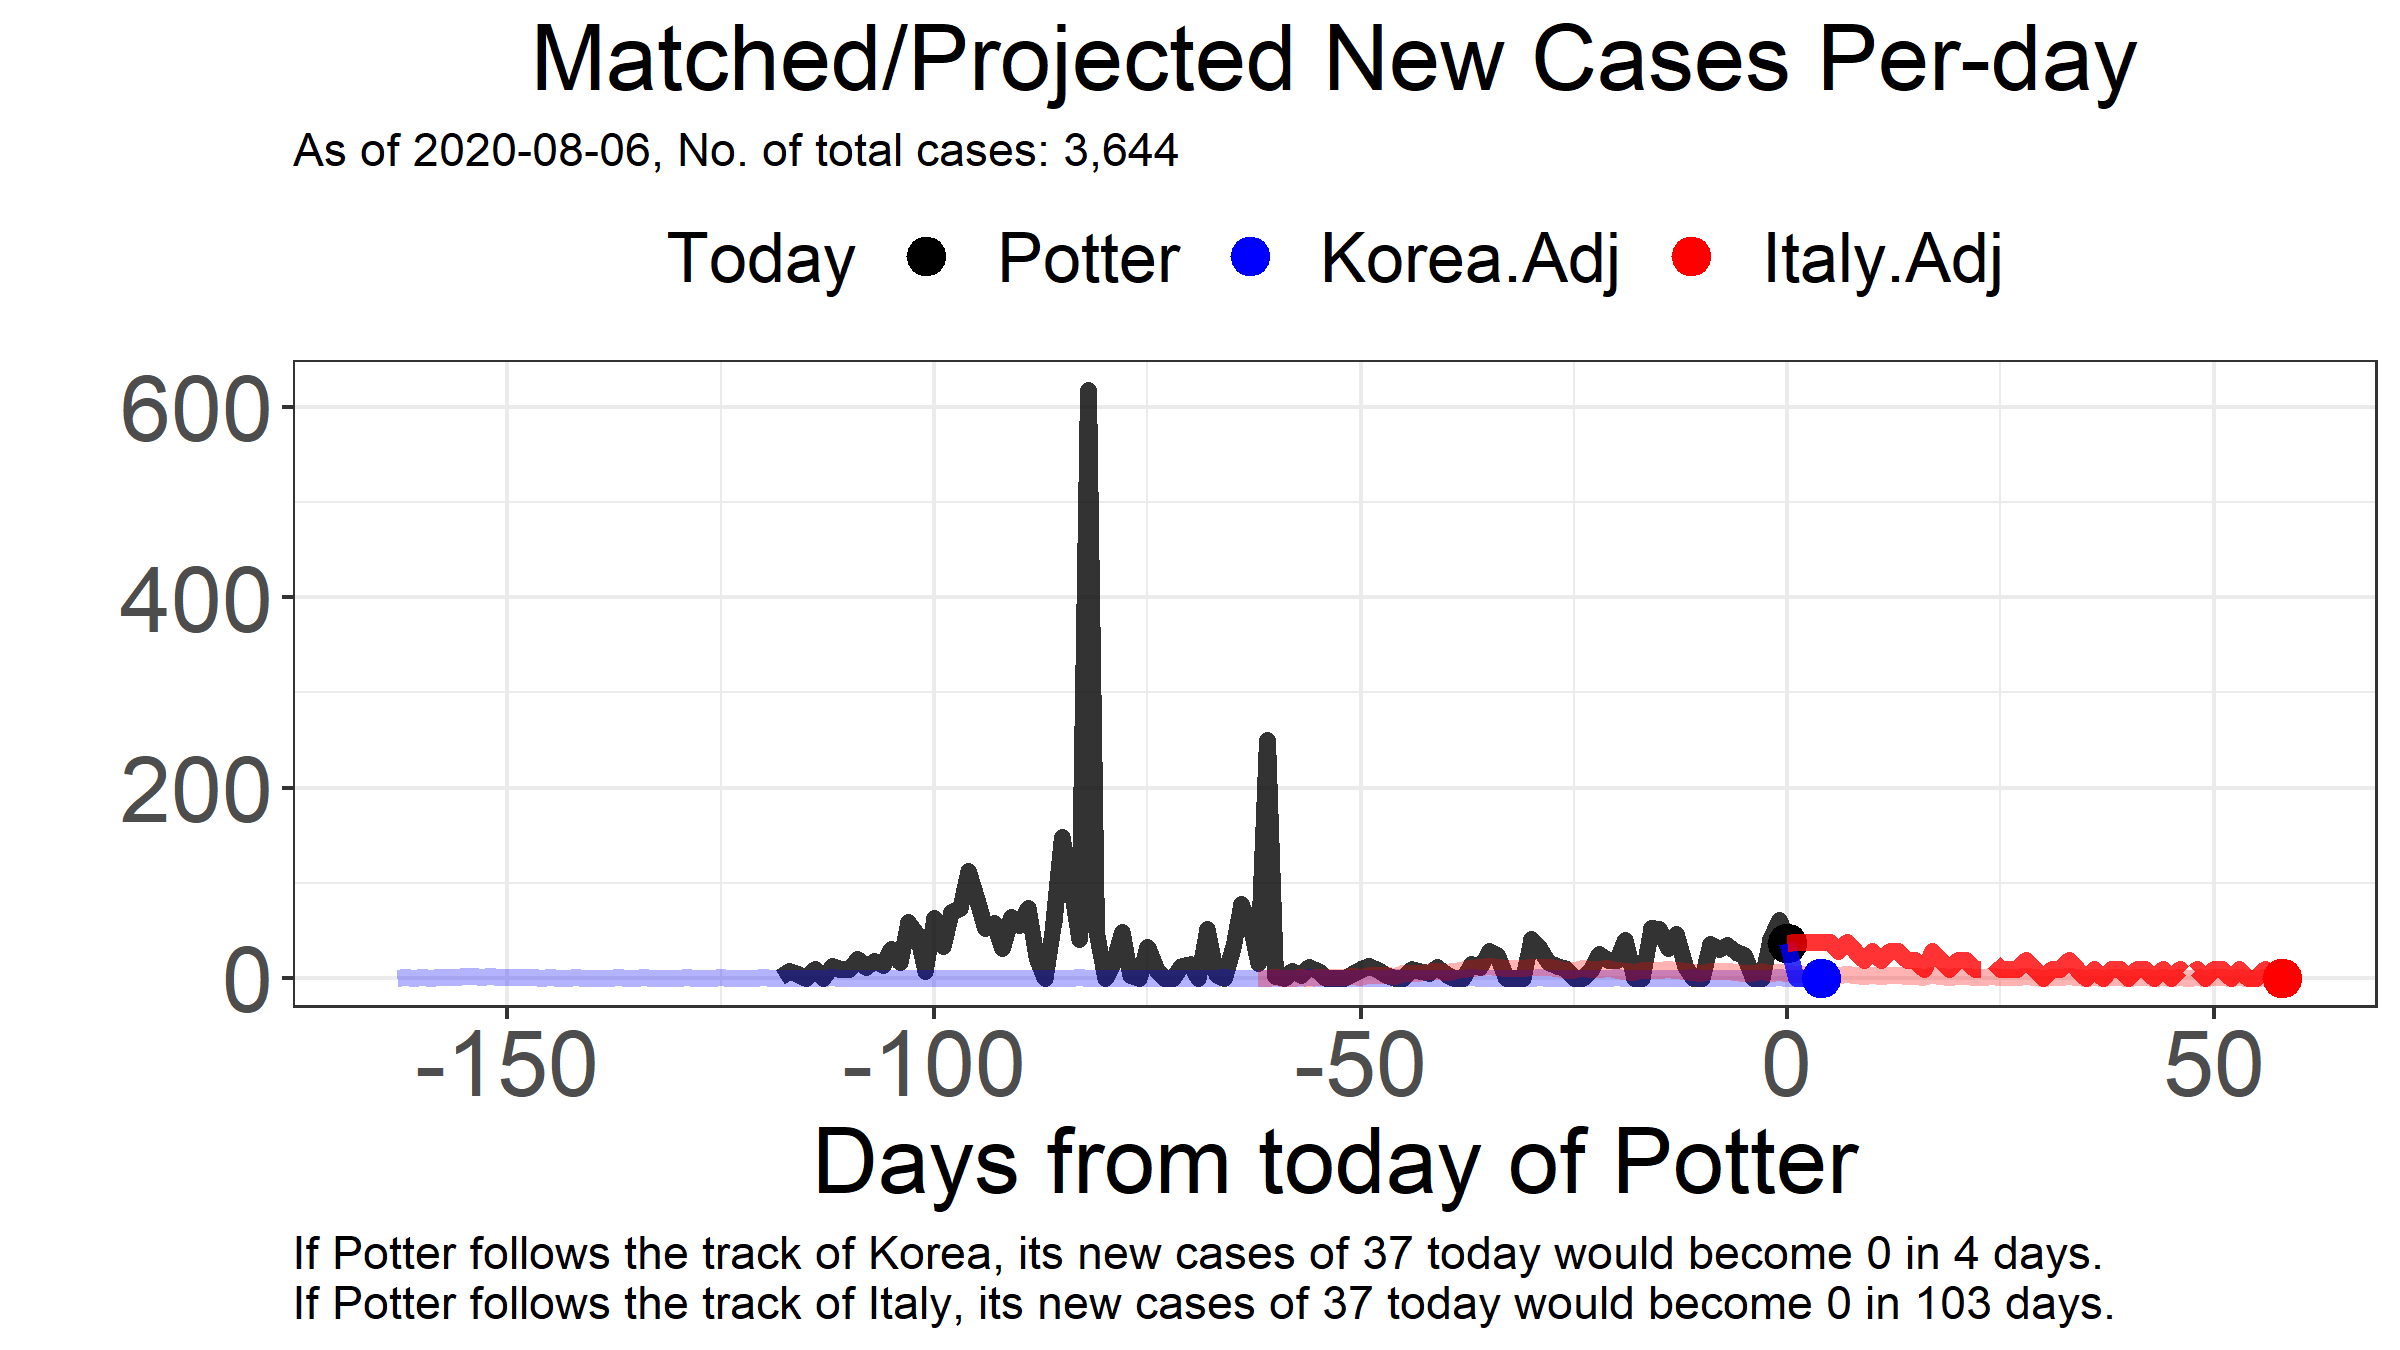 Matched/Projected New Cases Per-day
As of 2020-08-06, No. of total cases: 3,644
Today Potter Korea.Adj Italy.Adj
600
400
200
0
-150 -100 -50 0 50
Days from today of Potter
If Potter follows the track of Korea, its new cases of 37 today would become 0 in 4 days.
If Potter follows the track of Italy, its new cases of 37 today would become 0 in 103 days.